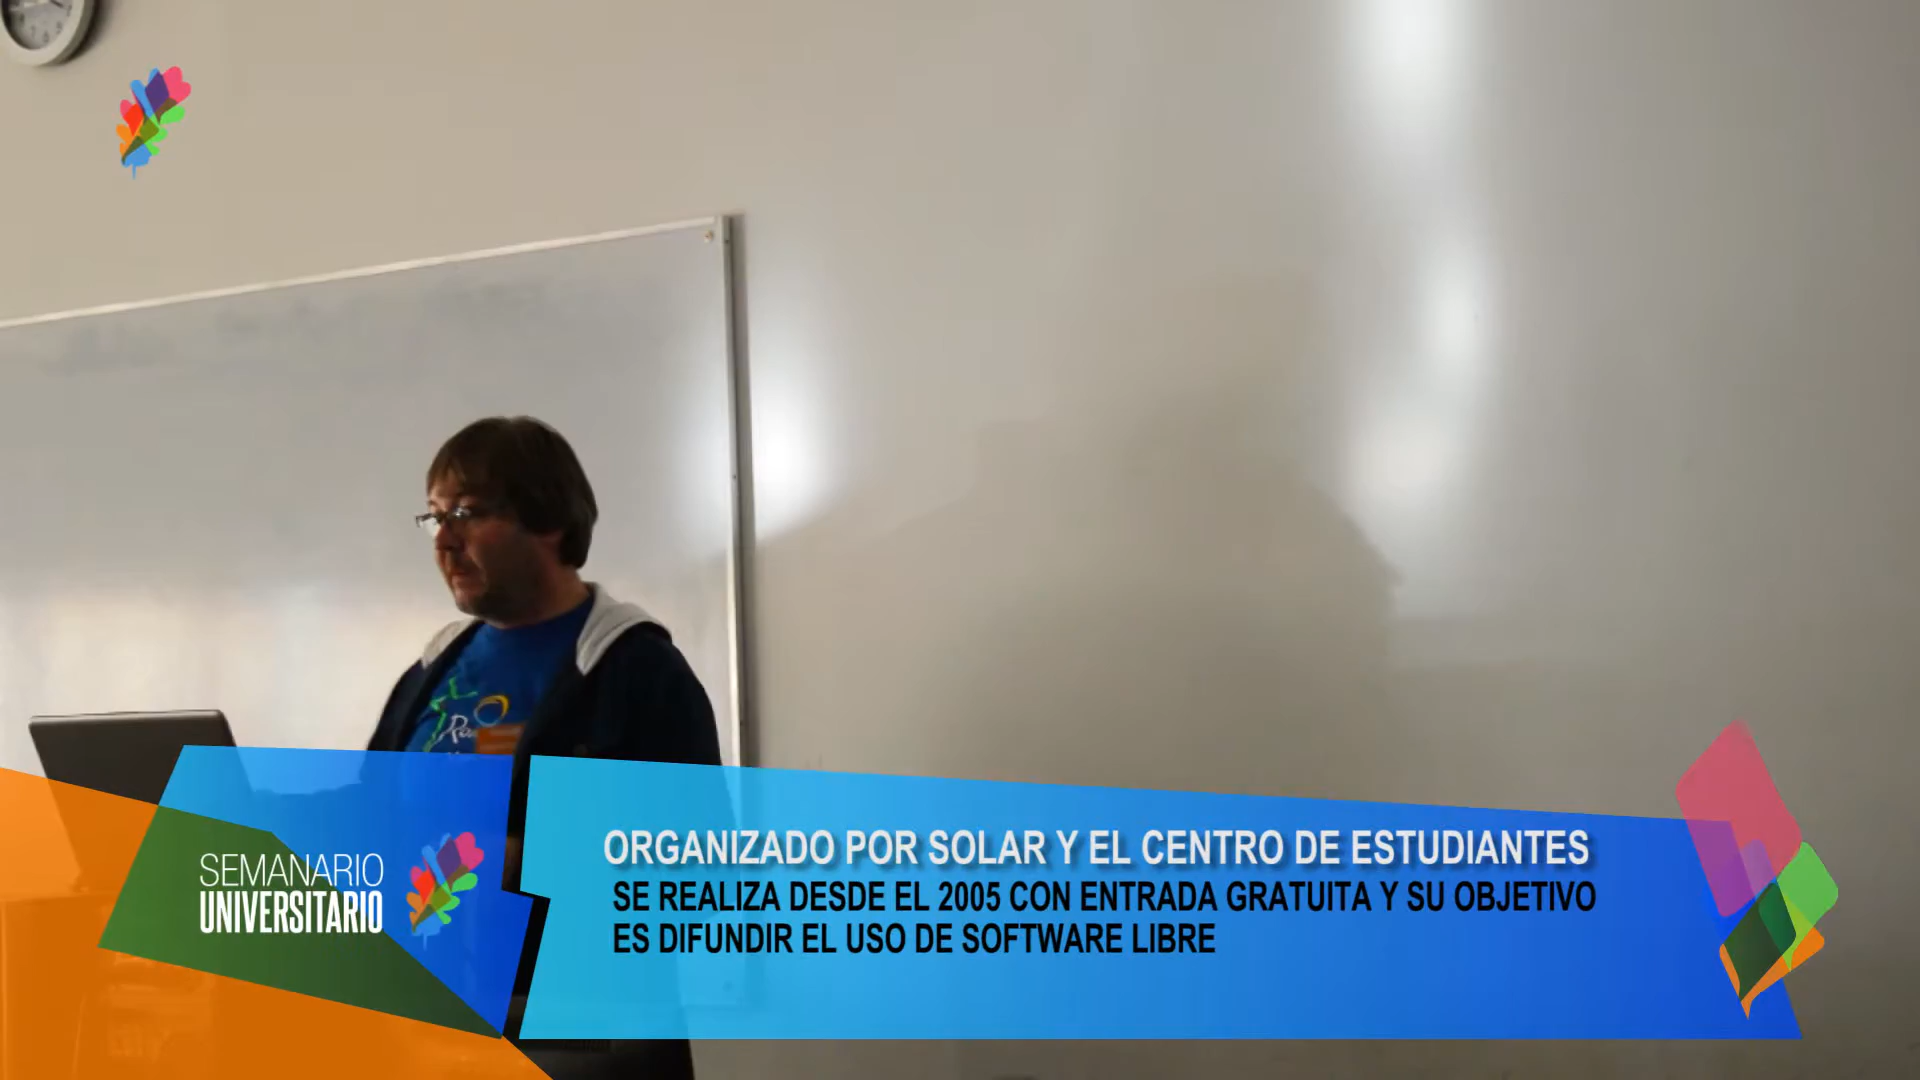 SEMANARIO
UNIVERSITARIO
ORGANIZADO POR SOLAR Y EL CENTRO DE ESTUDIANTES
SE REALIZA DESDE EL 2005 CON ENTRADA GRATUITA Y SU OBJETIVO
ES DIFUNDIR EL USO DE SOFTWARE LIBRE